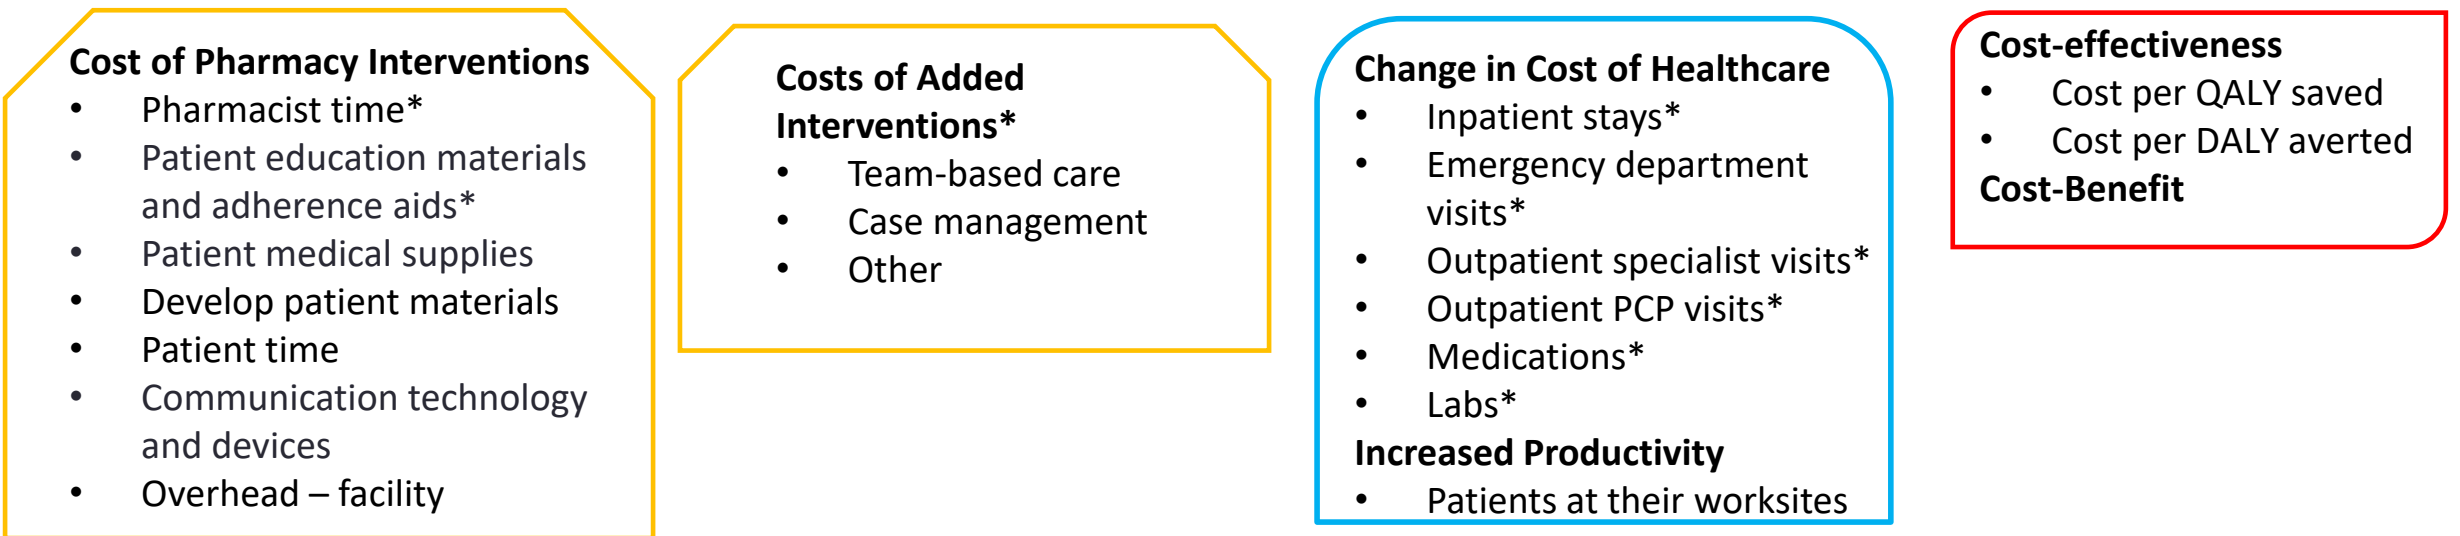 Cost of Pharmacy Interventions
• Pharmacist time*
• Patient education materials
and adherence aids*
• Patient medical supplies
• Develop patient materials
• Patient time
• Communication technology
and devices
• Overhead – facility
Costs of Added
Interventions*
• Team-based care
• Case management
• Other
Change in Cost of Healthcare
• Inpatient stays*
• Emergency department
visits*
• Outpatient specialist visits*
• Outpatient PCP visits*
• Medications*
• Labs*
Increased Productivity
• Patients at their worksites
Cost-effectiveness
• Cost per QALY saved
• Cost per DALY averted
Cost-Benefit